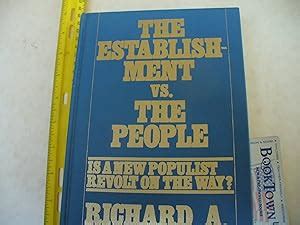 THE
ESTABLISH-
MENT
vs.
THE
PEOPLE
IS A NEW POPULIST
REVOLT ON THE WAY?
RICHARD A.
BOOKTOWN